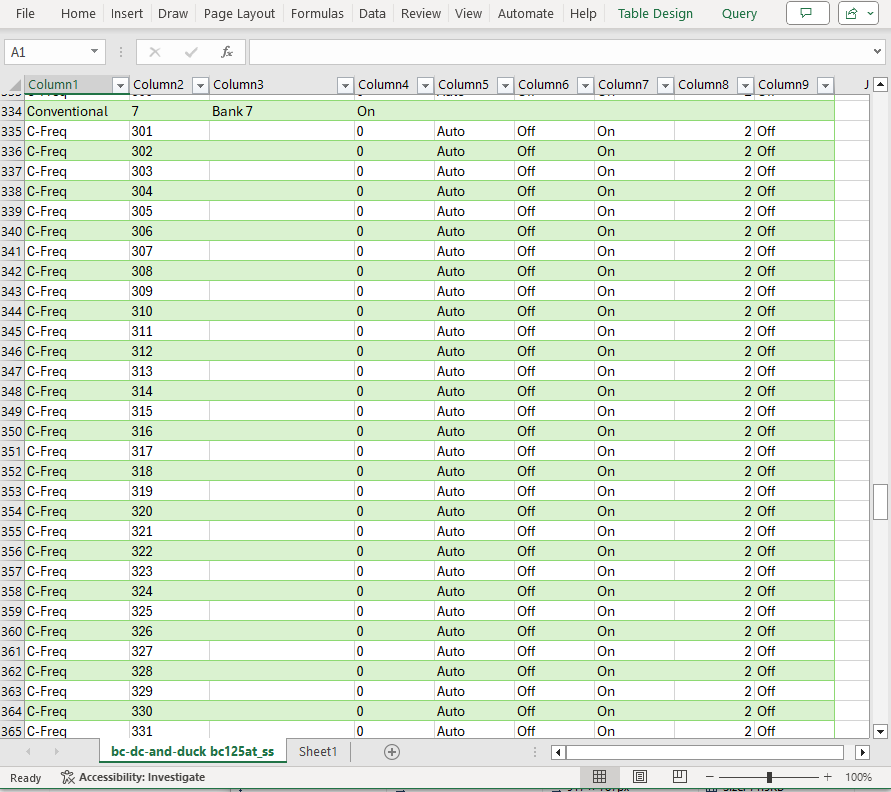 File Home Insert Draw Page Layout Formulas Data Review View Automate Help Table Design Query
A1 fx
Column1 Column2 Column3 Column4 Column5 Column6 Column7 Column8 Column9 J
334 Conventional 7 Bank 7 On
335 C-Freq 301 0 Auto Off On 2 Off
336 C-Freq 302 0 Auto Off On 2 Off
337 C-Freq 303 0 Auto Off On 2 Off
338 C-Freq 304 0 Auto Off On 2 Off
339 C-Freq 305 0 Auto Off On 2 Off
340 C-Freq 306 0 Auto Off On 2 Off
341 C-Freq 307 0 Auto Off On 2 Off
342 C-Freq 308 0 Auto Off On 2 Off
343 C-Freq 309 0 Auto Off On 2 Off
344 C-Freq 310 0 Auto Off On 2 Off
345 C-Freq 311 0 Auto Off On 2 Off
346 C-Freq 312 0 Auto Off On 2 Off
347 C-Freq 313 0 Auto Off On 2 Off
348 C-Freq 314 0 Auto Off On 2 Off
349 C-Freq 315 0 Auto Off On 2 Off
350 C-Freq 316 0 Auto Off On 2 Off
351 C-Freq 317 0 Auto Off On 2 Off
352 C-Freq 318 0 Auto Off On 2 Off
353 C-Freq 319 0 Auto Off On 2 Off
354 C-Freq 320 0 Auto Off On 2 Off
355 C-Freq 321 0 Auto Off On 2 Off
356 C-Freq 322 0 Auto Off On 2 Off
357 C-Freq 323 0 Auto Off On 2 Off
358 C-Freq 324 0 Auto Off On 2 Off
359 C-Freq 325 0 Auto Off On 2 Off
360 C-Freq 326 0 Auto Off On 2 Off
361 C-Freq 327 0 Auto Off On 2 Off
362 C-Freq 328 0 Auto Off On 2 Off
363 C-Freq 329 0 Auto Off On 2 Off
364 C-Freq 330 0 Auto Off On 2 Off
365 C-Freq 331 0 Auto Off On 2 Off
bc-dc-and-duck bc125at_ss Sheet1
Ready Accessibility: Investigate 100%